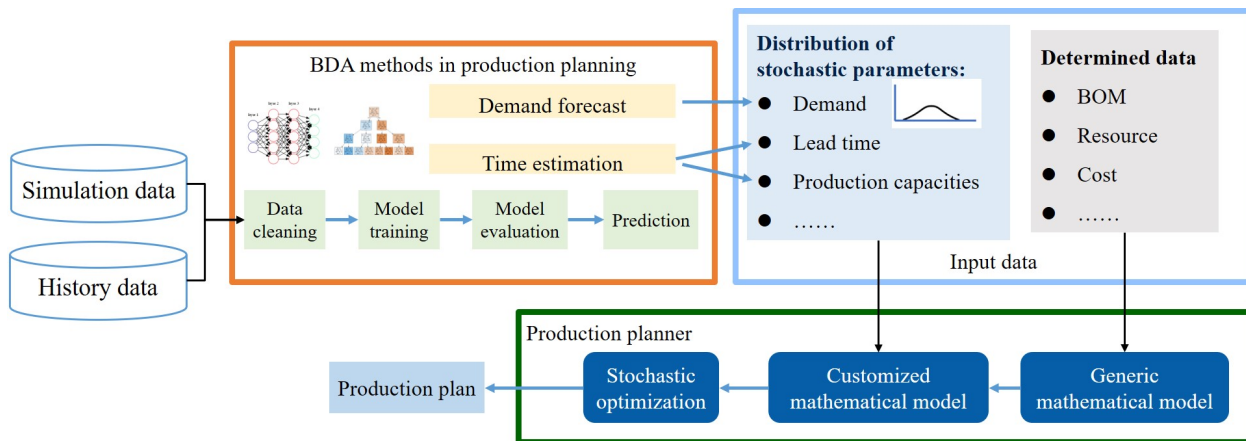 BDA methods in production planning
Demand forecast
Time estimation
Simulation data
History data
Data
cleaning
Model
training
Model
evaluation
Prediction
Distribution of
stochastic parameters:
● Demand
● Lead time
● Production capacities
● ……
Determined data
● BOM
● Resource
● Cost
● ……
Input data
Production planner
Production plan
Stochastic
optimization
Customized
mathematical model
Generic
mathematical model